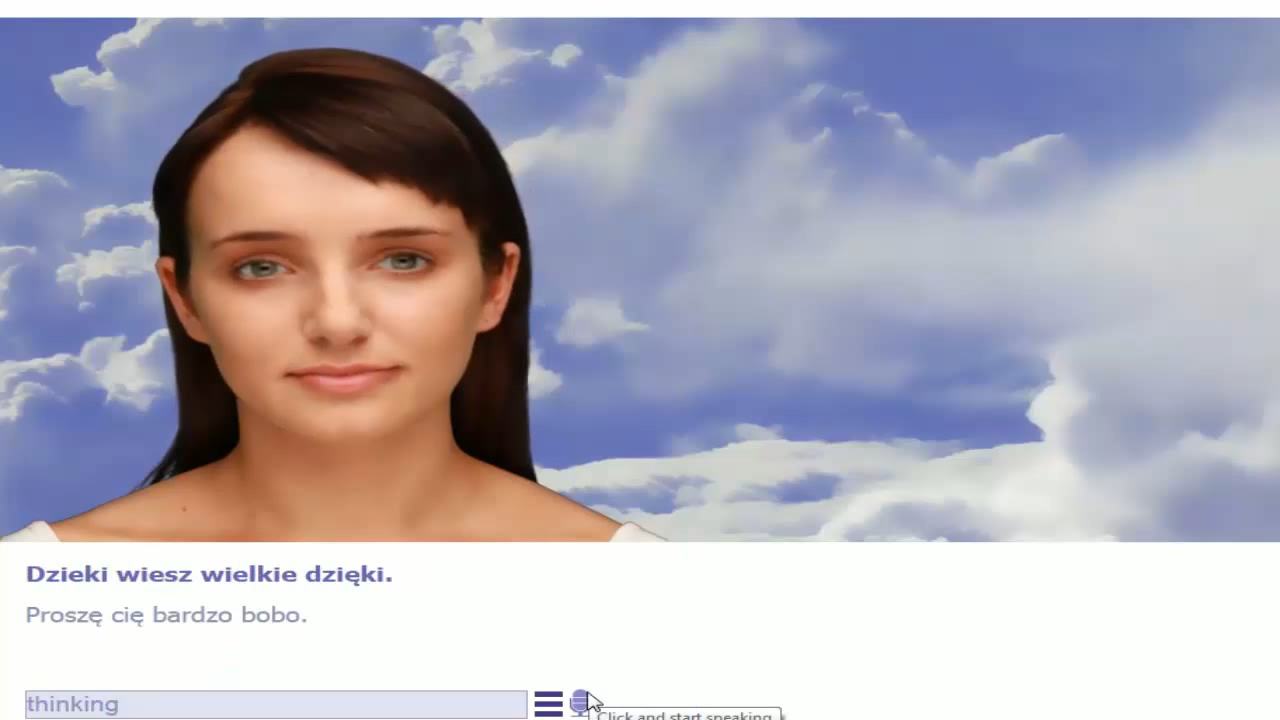 Dzieki wiesz wielkie dzięki.
Proszę cię bardzo bobo.
thinking
Click and start speaking